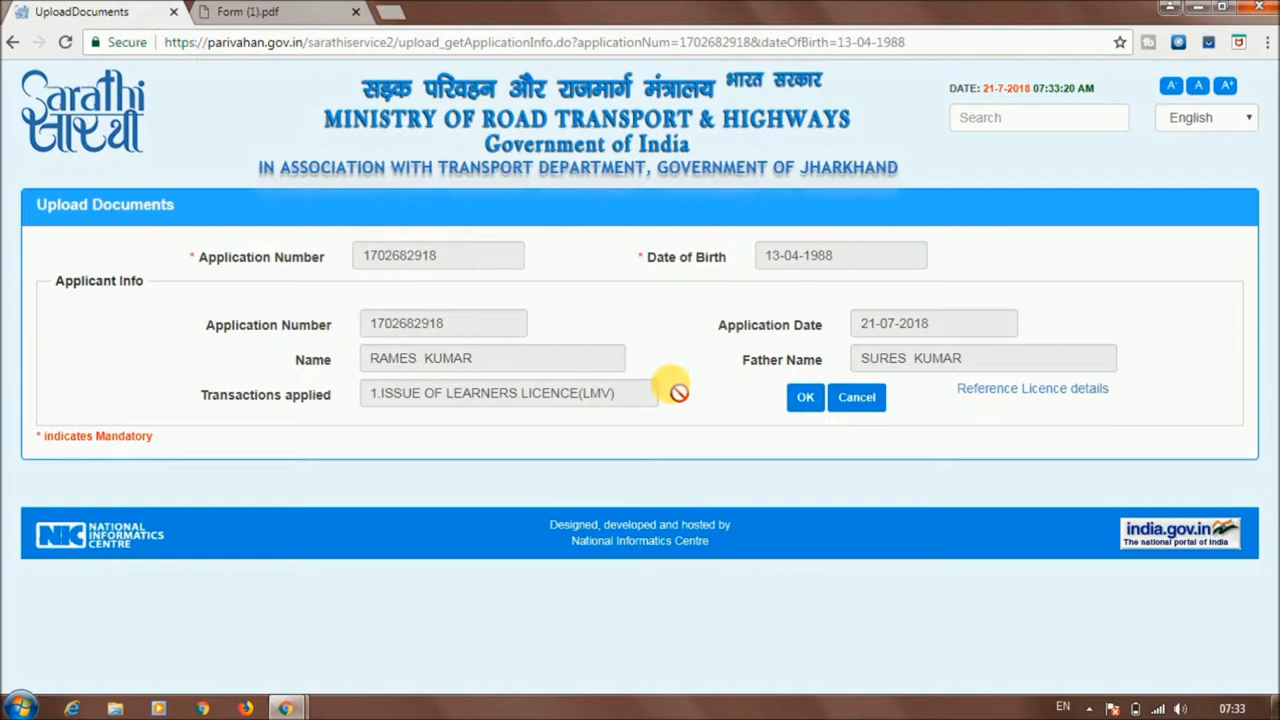 UploadDocuments
Form (1).pdf
Secure
https://parivahan.gov.in/sarathiservice2/upload_getApplicationInfo.do?applicationNum=1702682918&dateOfBirth=13-04-1988
Sarathi
सारथी
सड़क परिवहन और राजमार्ग मंत्रालय भारत सरकार
MINISTRY OF ROAD TRANSPORT & HIGHWAYS
Government of India
IN ASSOCIATION WITH TRANSPORT DEPARTMENT, GOVERNMENT OF JHARKHAND
DATE: 21-7-2018 07:33:20 AM
A- A A+
Search
English
Upload Documents
* Application Number 1702682918 * Date of Birth 13-04-1988
Applicant Info
Application Number 1702682918 Application Date 21-07-2018
Name RAMES KUMAR Father Name SURES KUMAR
Transactions applied 1.ISSUE OF LEARNERS LICENCE(LMV) OK Cancel Reference Licence details
* indicates Mandatory
NIC NATIONAL INFORMATICS CENTRE
Designed, developed and hosted by
National Informatics Centre
india.gov.in
The national portal of India
EN 07:33